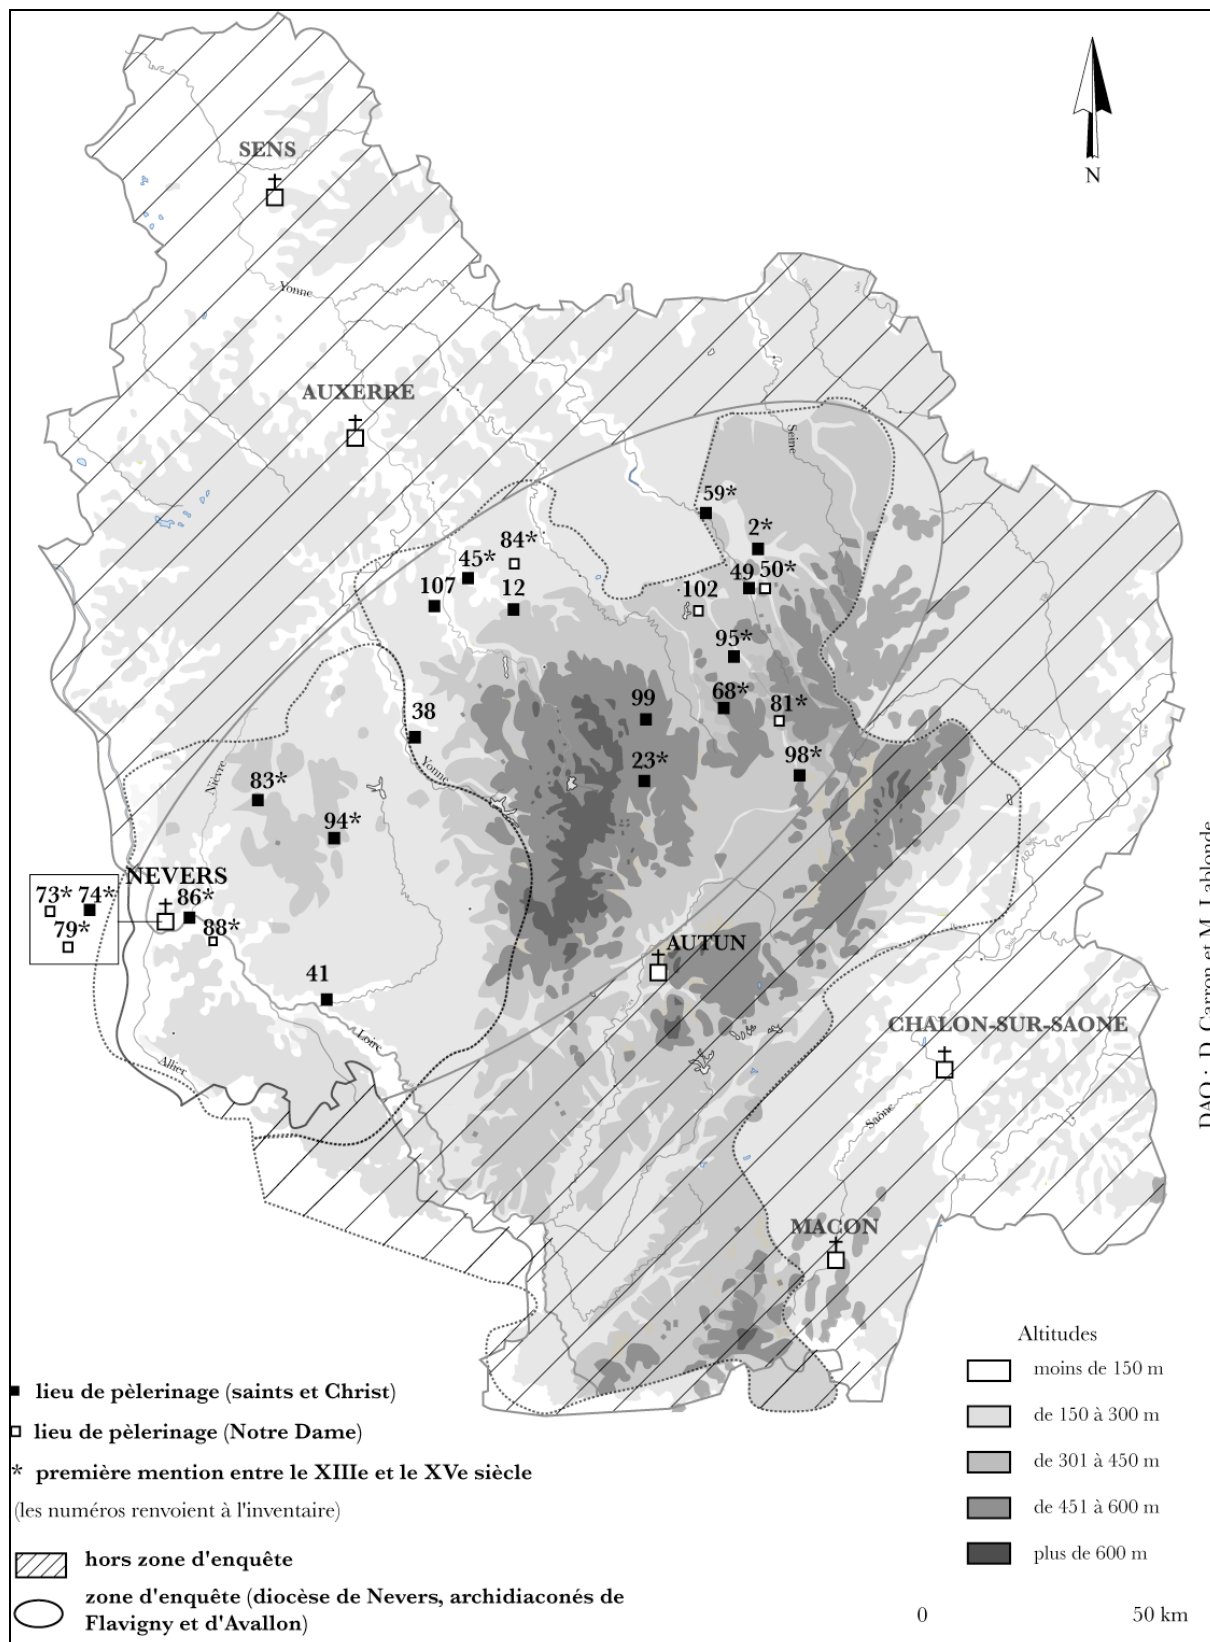 N
SENS
Yonne
AUXERRE
Seine
59*
2*
84*
45*
49
50*
107
12
102
95*
99
68*
81*
38
Yonne
23*
98*
Nièvre
83*
94*
NEVERS
73* 74*
86*
79*
88*
AUTUN
41
CHALON-SUR-SAONE
Loire
Allier
Saône
MACON
DAO : D. Carron et M. Lablonde
Altitudes
moins de 150 m
de 150 à 300 m
de 301 à 450 m
de 451 à 600 m
plus de 600 m
lieu de pèlerinage (saints et Christ)
lieu de pèlerinage (Notre Dame)
* première mention entre le XIIIe et le XVe siècle
(les numéros renvoient à l'inventaire)
hors zone d'enquête
zone d'enquête (diocèse de Nevers, archidiaconés de
Flavigny et d'Avallon)
0 50 km